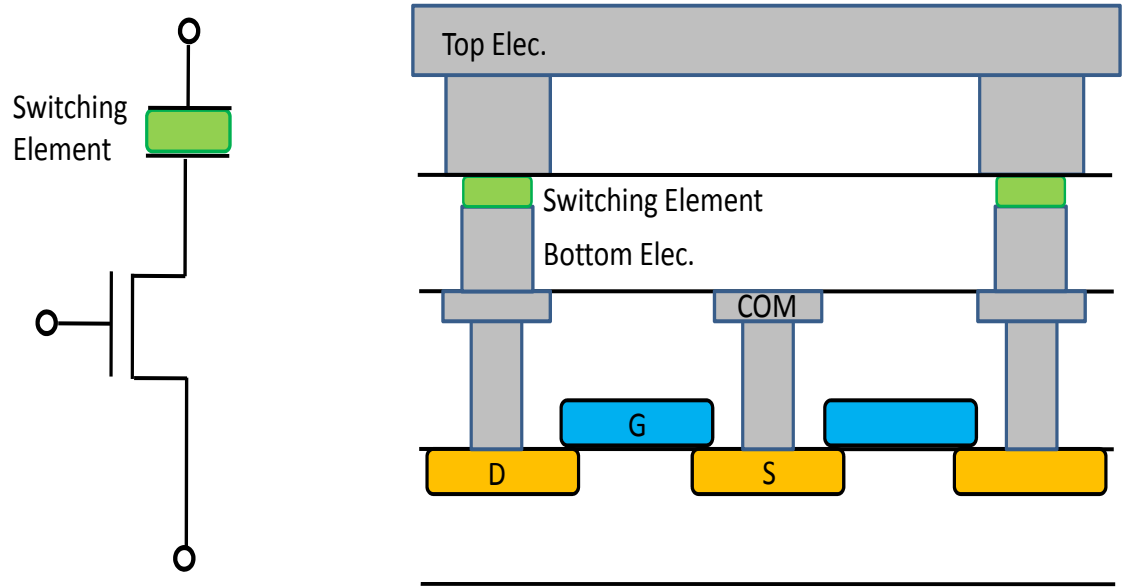 Switching
Element
Top Elec.
Switching Element
Bottom Elec.
COM
G
D
S